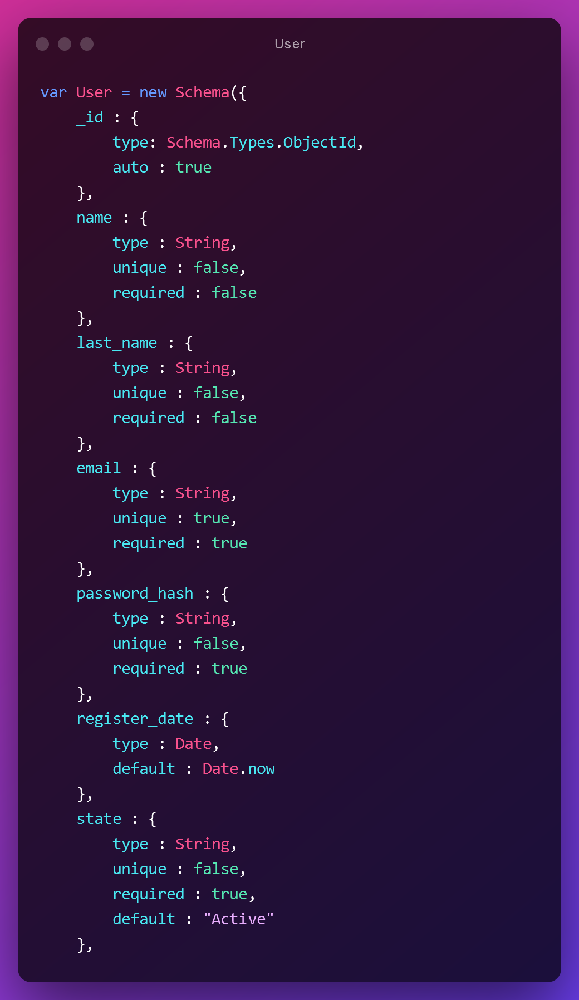 User
var User = new Schema({
    _id : {
        type: Schema.Types.ObjectId,
        auto : true
    },
    name : {
        type : String,
        unique : false,
        required : false
    },
    last_name : {
        type : String,
        unique : false,
        required : false
    },
    email : {
        type : String,
        unique : true,
        required : true
    },
    password_hash : {
        type : String,
        unique : false,
        required : true
    },
    register_date : {
        type : Date,
        default : Date.now
    },
    state : {
        type : String,
        unique : false,
        required : true,
        default : "Active"
    },